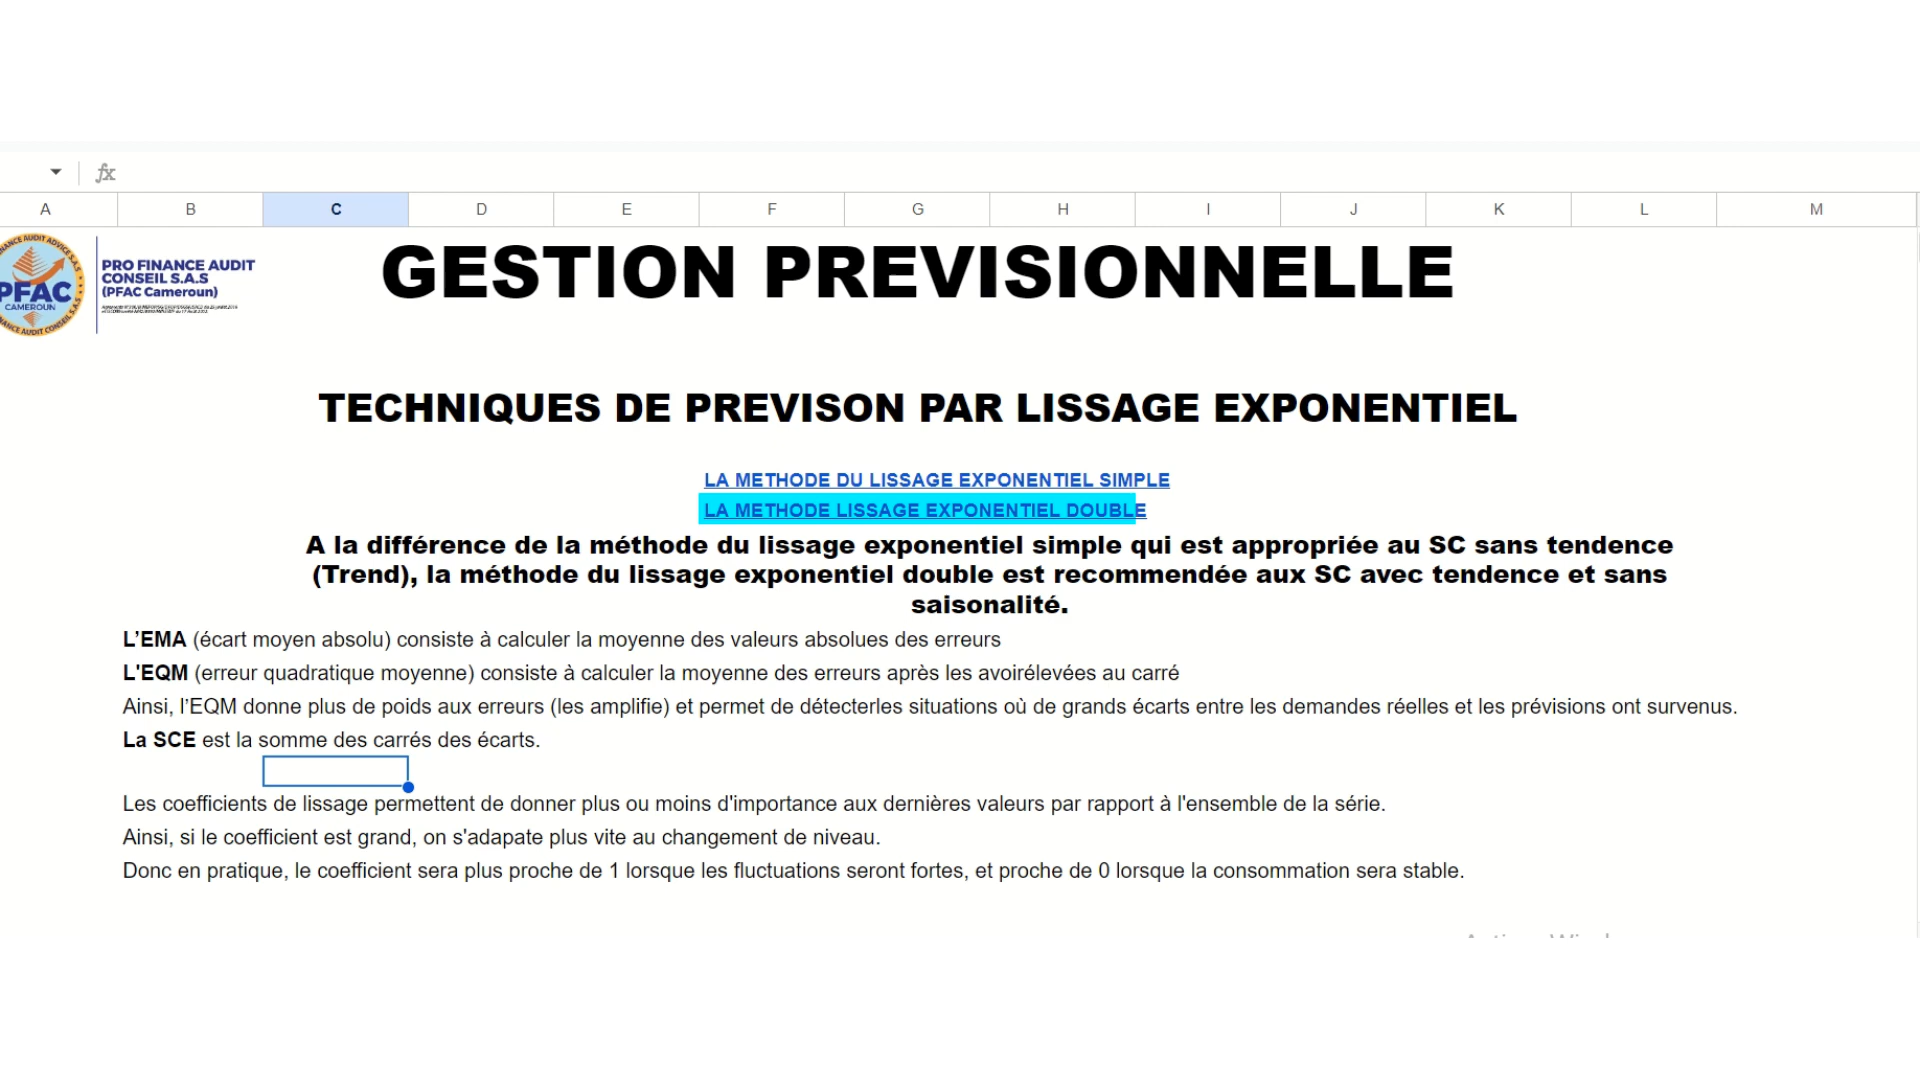 fx
A B C D E F G H I J K L M
FINANCE AUDIT ADVICE S.A.S
PFAC
CAMEROUN
FINANCE AUDIT CONSEIL S.A.S
PRO FINANCE AUDIT
CONSEIL S.A.S
(PFAC Cameroun)
GESTION PREVISIONNELLE
TECHNIQUES DE PREVISON PAR LISSAGE EXPONENTIEL
LA METHODE DU LISSAGE EXPONENTIEL SIMPLE
LA METHODE LISSAGE EXPONENTIEL DOUBLE
A la différence de la méthode du lissage exponentiel simple qui est appropriée au SC sans tendence
(Trend), la méthode du lissage exponentiel double est recommendée aux SC avec tendence et sans
saisonalité.
L’EMA (écart moyen absolu) consiste à calculer la moyenne des valeurs absolues des erreurs
L'EQM (erreur quadratique moyenne) consiste à calculer la moyenne des erreurs après les avoirélevées au carré
Ainsi, l’EQM donne plus de poids aux erreurs (les amplifie) et permet de détecterles situations où de grands écarts entre les demandes réelles et les prévisions ont survenus.
La SCE est la somme des carrés des écarts.
Les coefficients de lissage permettent de donner plus ou moins d'importance aux dernières valeurs par rapport à l'ensemble de la série.
Ainsi, si le coefficient est grand, on s'adapate plus vite au changement de niveau.
Donc en pratique, le coefficient sera plus proche de 1 lorsque les fluctuations seront fortes, et proche de 0 lorsque la consommation sera stable.